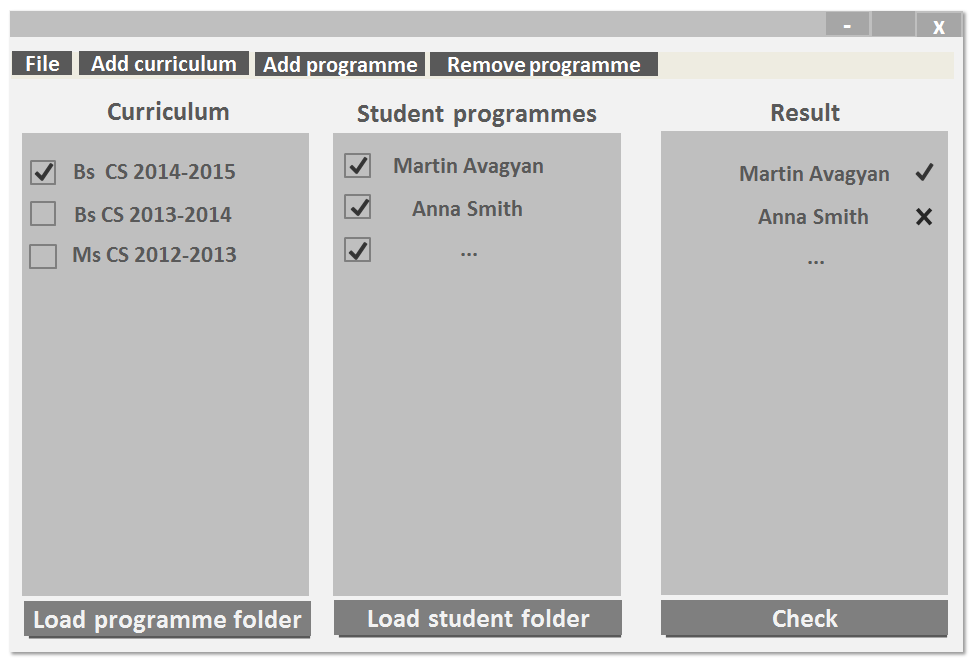 - X
File Add curriculum Add programme Remove programme
Curriculum
Bs CS 2014-2015
Bs CS 2013-2014
Ms CS 2012-2013
Load programme folder
Student programmes
Martin Avagyan
Anna Smith
...
Load student folder
Result
Martin Avagyan
Anna Smith
...
Check